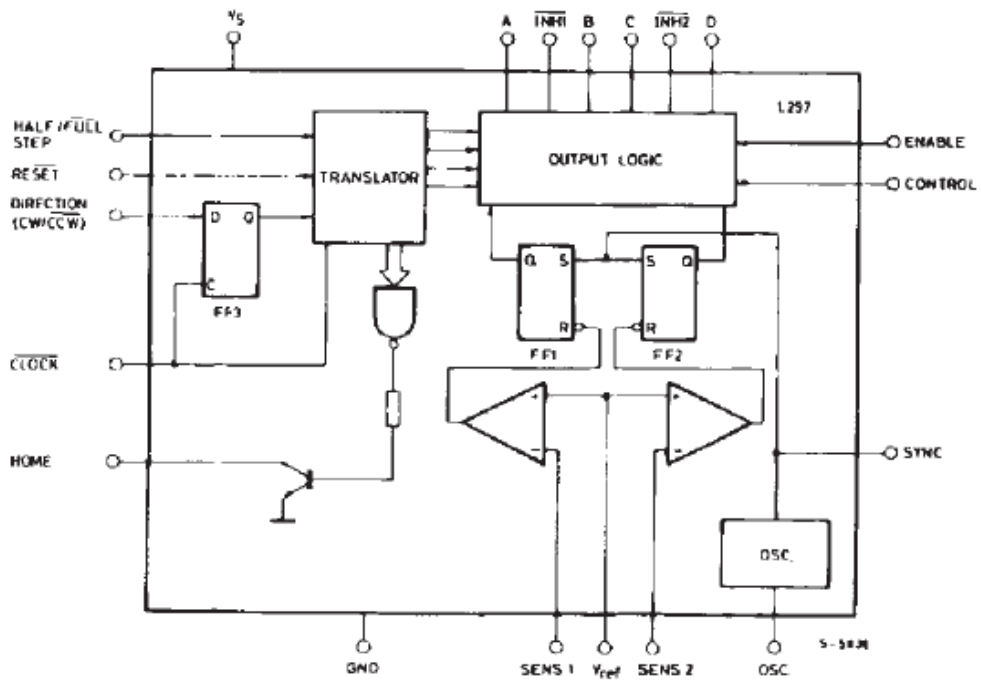 Vs
A
INH1
B
C
INH2
D
L297
HALF/FULL
STEP
RESET
DIRECTION
(CW/CCW)
CLOCK
HOME
D Q
C
FF3
TRANSLATOR
OUTPUT LOGIC
ENABLE
CONTROL
Q S
R
FF1
S Q
R
FF2
+
−
+
−
SYNC
OSC.
GND
SENS 1
Vref
SENS 2
OSC